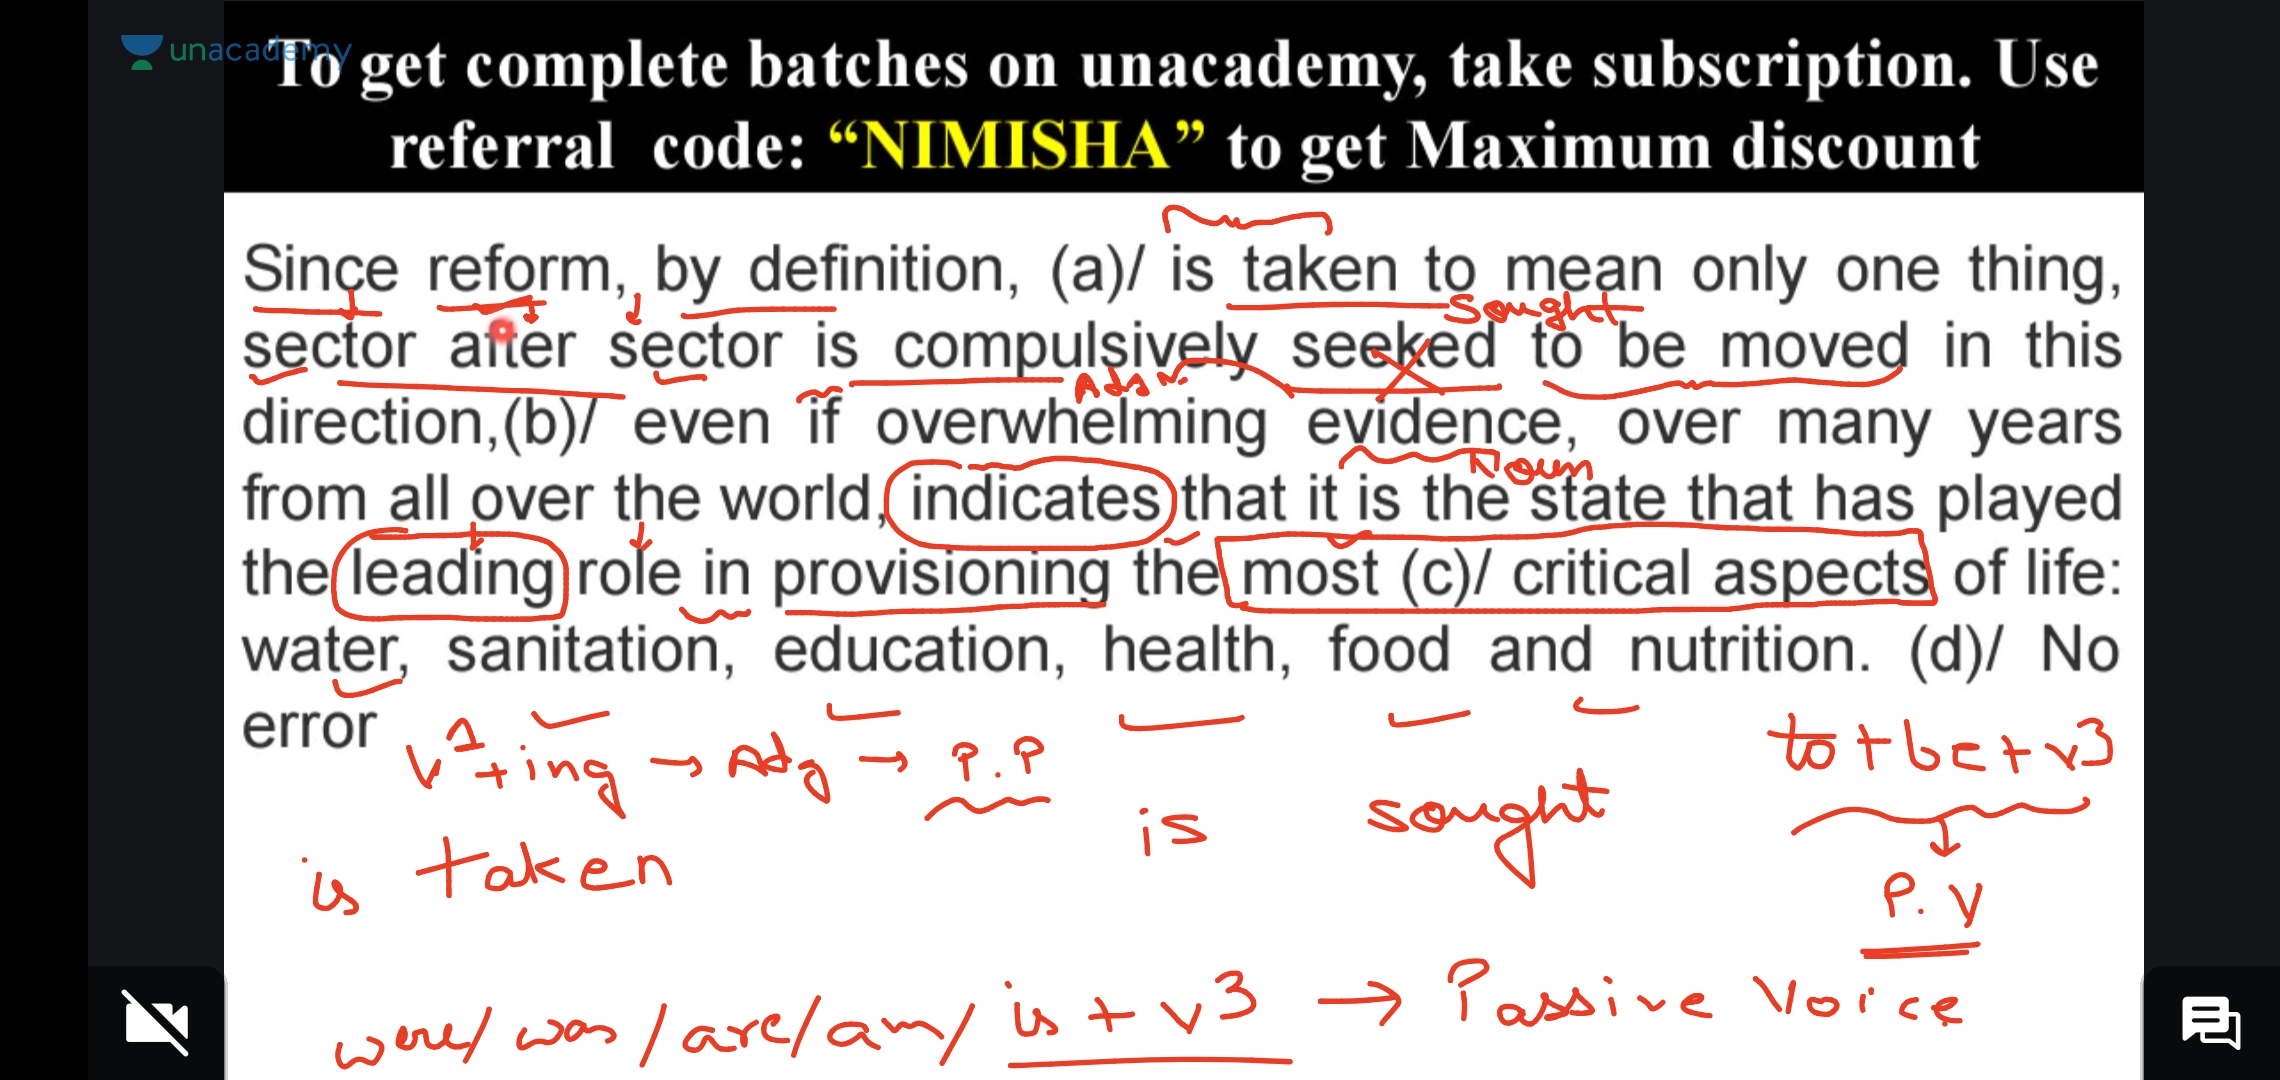 unacademy
To get complete batches on unacademy, take subscription. Use
referral code: “NIMISHA” to get Maximum discount
Since reform, by definition, (a)/ is taken to mean only one thing,
sought
sector after sector is compulsively seeked to be moved in this
direction,(b)/ even if overwhelming evidence, over many years
Noun
from all over the world, indicates that it is the state that has played
the leading role in provisioning the most (c)/ critical aspects of life:
water, sanitation, education, health, food and nutrition. (d)/ No
error
v1+ing → Adj → P.P
to + be + v3
is taken
is sought
P.V
were/ was / are/ am/ is + v3 → Passive Voice